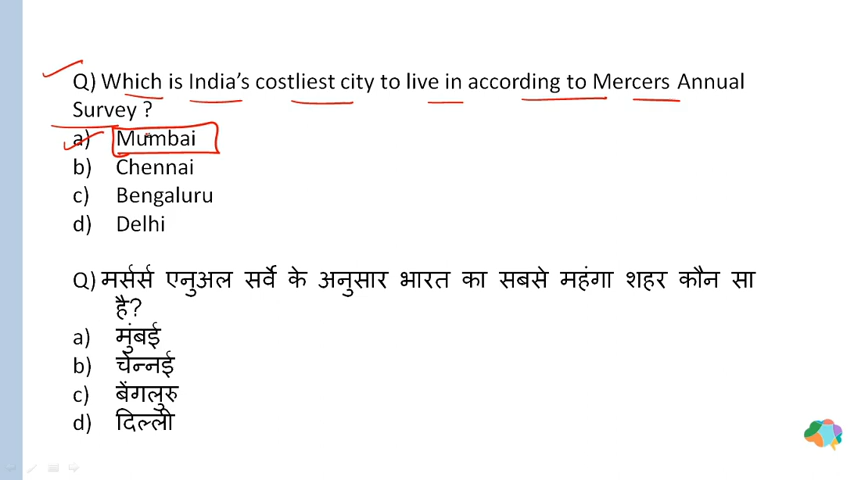 Q) Which is India's costliest city to live in according to Mercers Annual
Survey ?
a) Mumbai
b) Chennai
c) Bengaluru
d) Delhi
Q) मर्सर्स एनुअल सर्वे के अनुसार भारत का सबसे महंगा शहर कौन सा
है?
a) मुंबई
b) चेन्नई
c) बेंगलुरु
d) दिल्ली